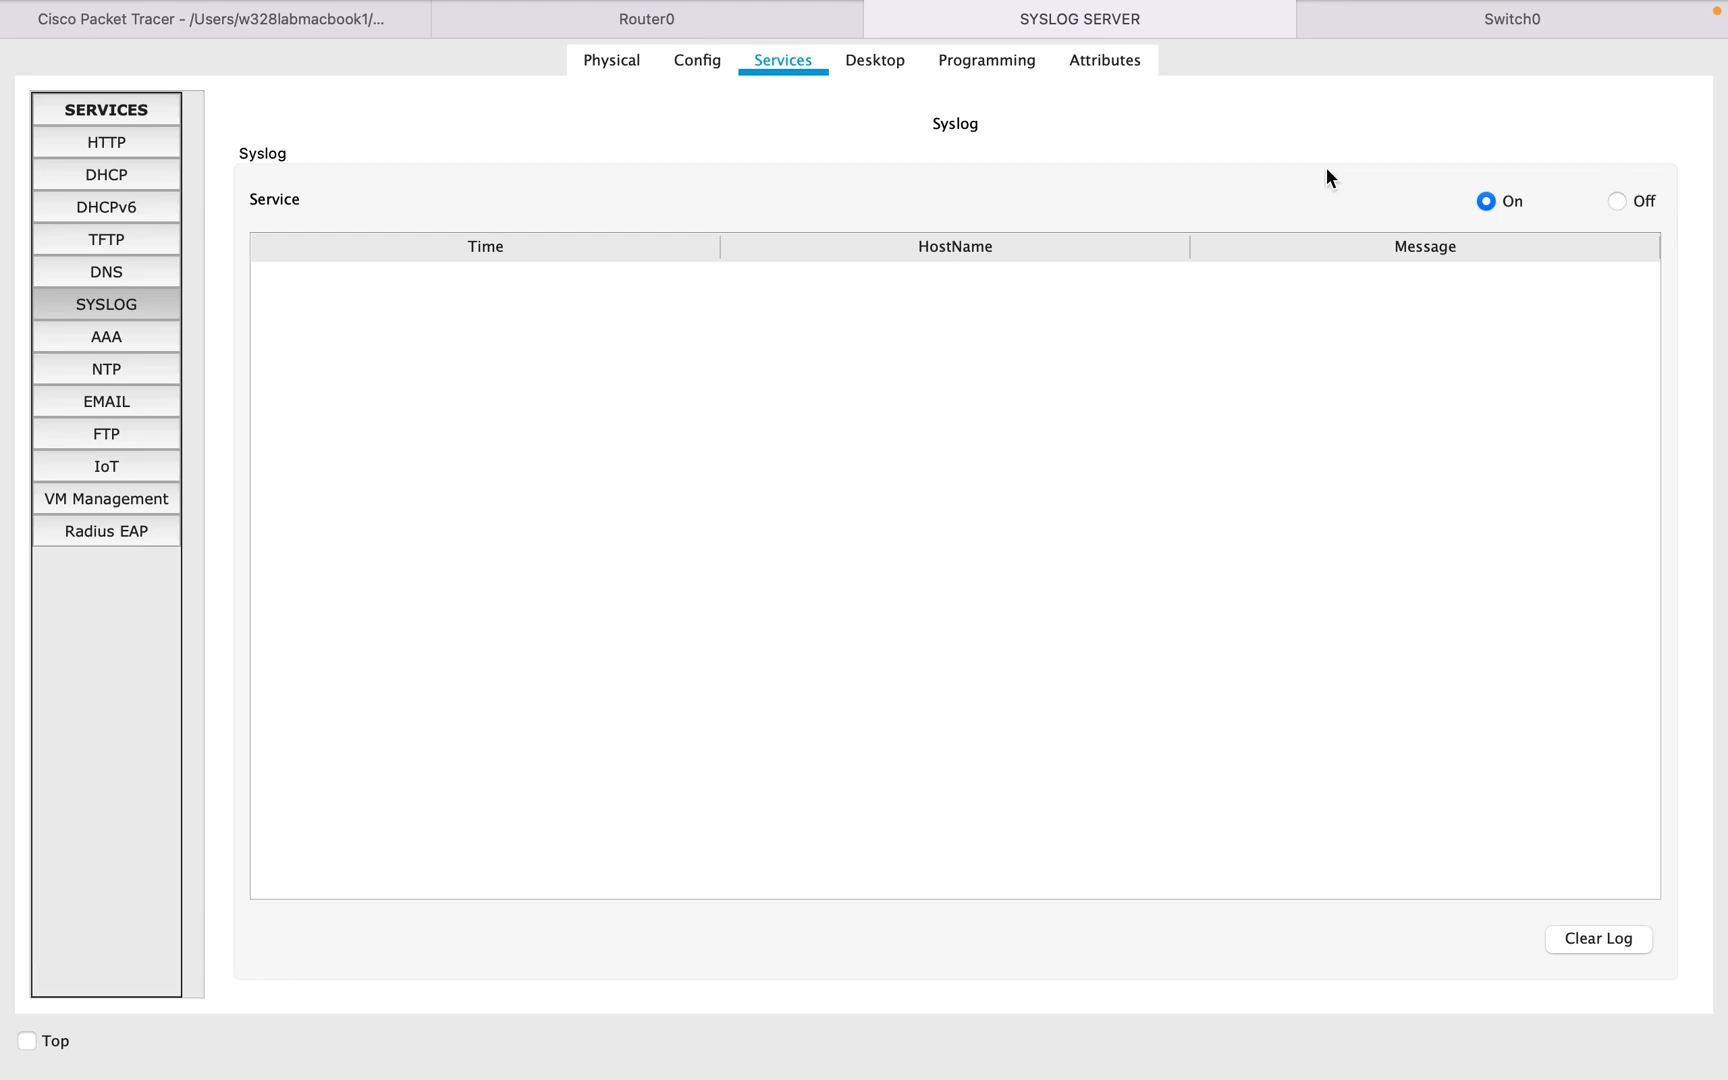 Cisco Packet Tracer - /Users/w328labmacbook1/...
Router0
SYSLOG SERVER
Switch0
Physical
Config
Services
Desktop
Programming
Attributes
SERVICES
HTTP
DHCP
DHCPv6
TFTP
DNS
SYSLOG
AAA
NTP
EMAIL
FTP
IoT
VM Management
Radius EAP
Syslog
Syslog
Service
On
Off
Time
HostName
Message
Clear Log
Top